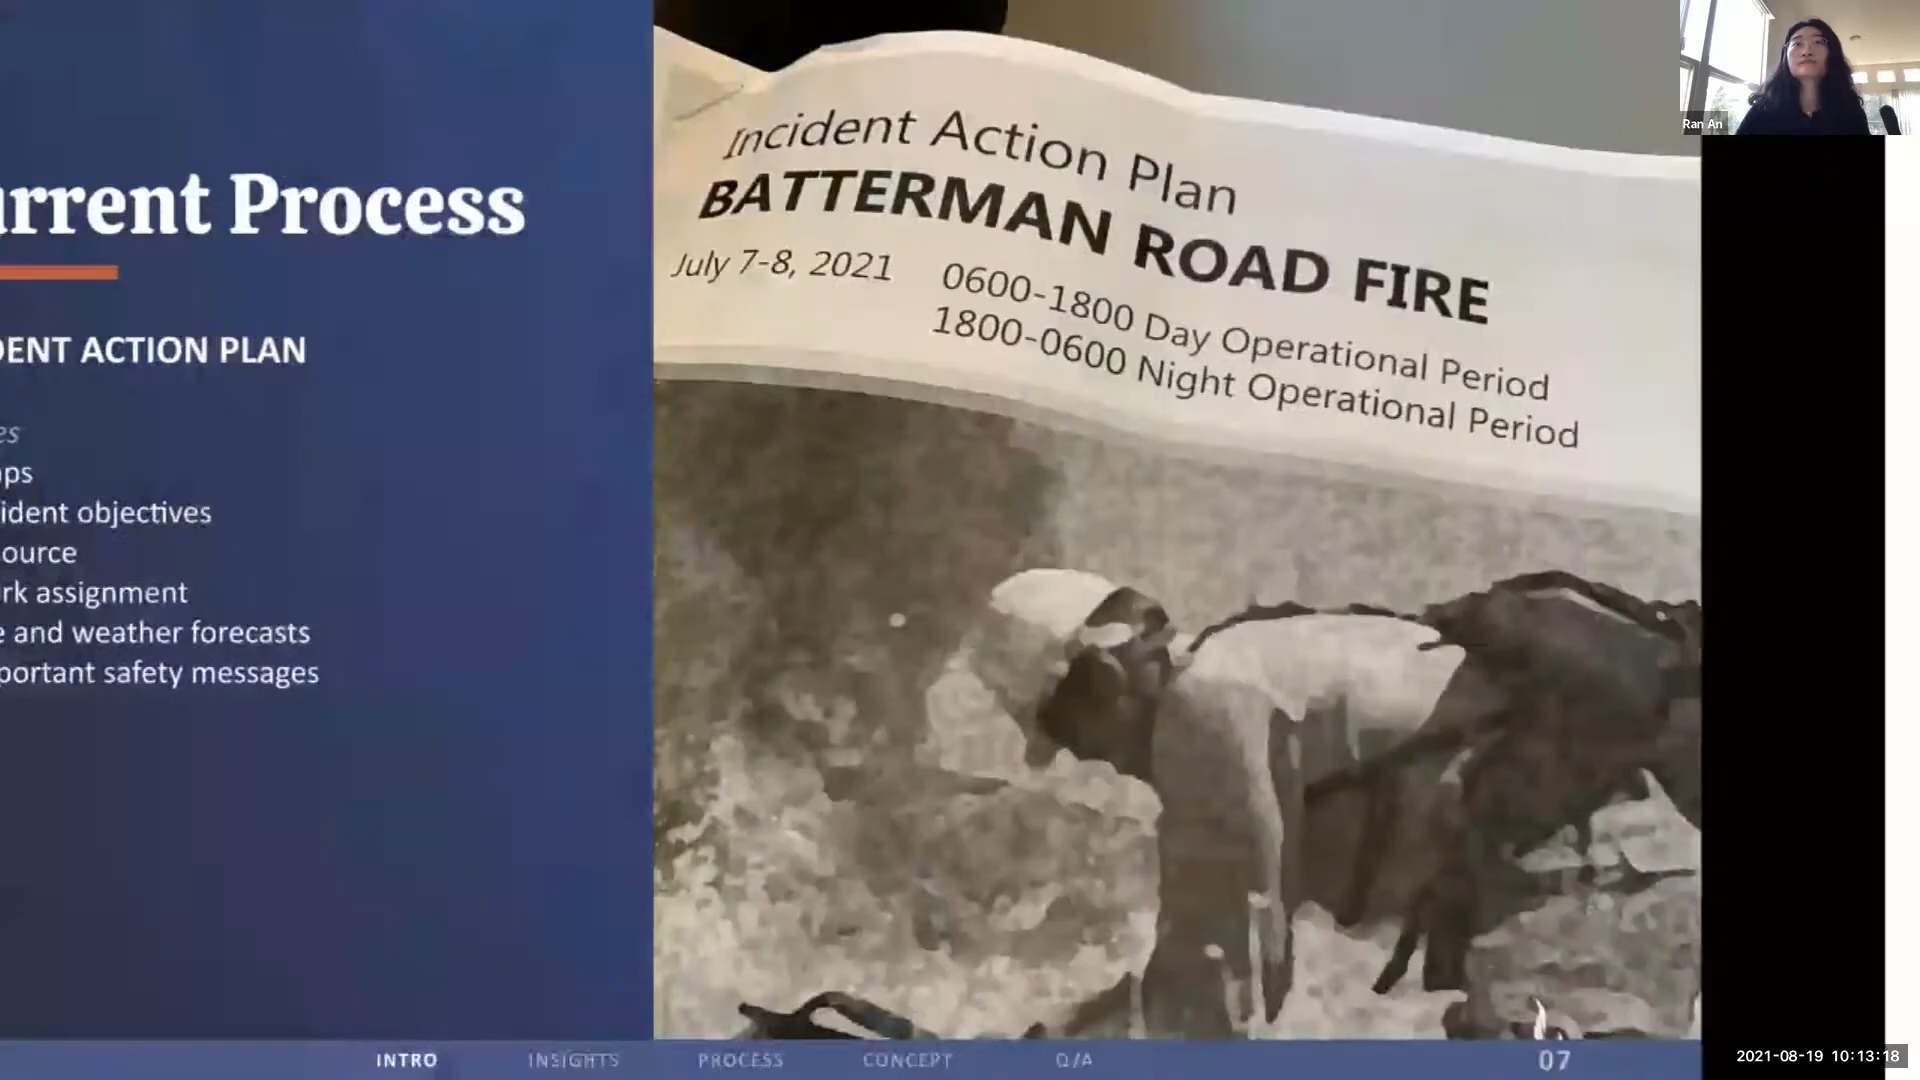 urrent Process
DENT ACTION PLAN
es
ps
ident objectives
ource
rk assignment
e and weather forecasts
portant safety messages
Incident Action Plan
BATTERMAN ROAD FIRE
July 7-8, 2021 0600-1800 Day Operational Period
1800-0600 Night Operational Period
INTRO INSIGHTS PROCESS CONCEPT Q/A 07
Ran An
2021-08-19 10:13:18